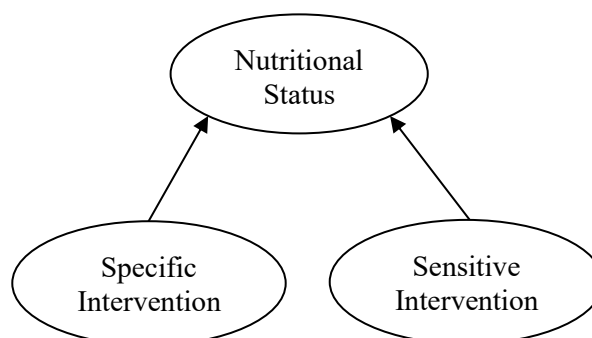 Nutritional
Status
Specific
Intervention
Sensitive
Intervention